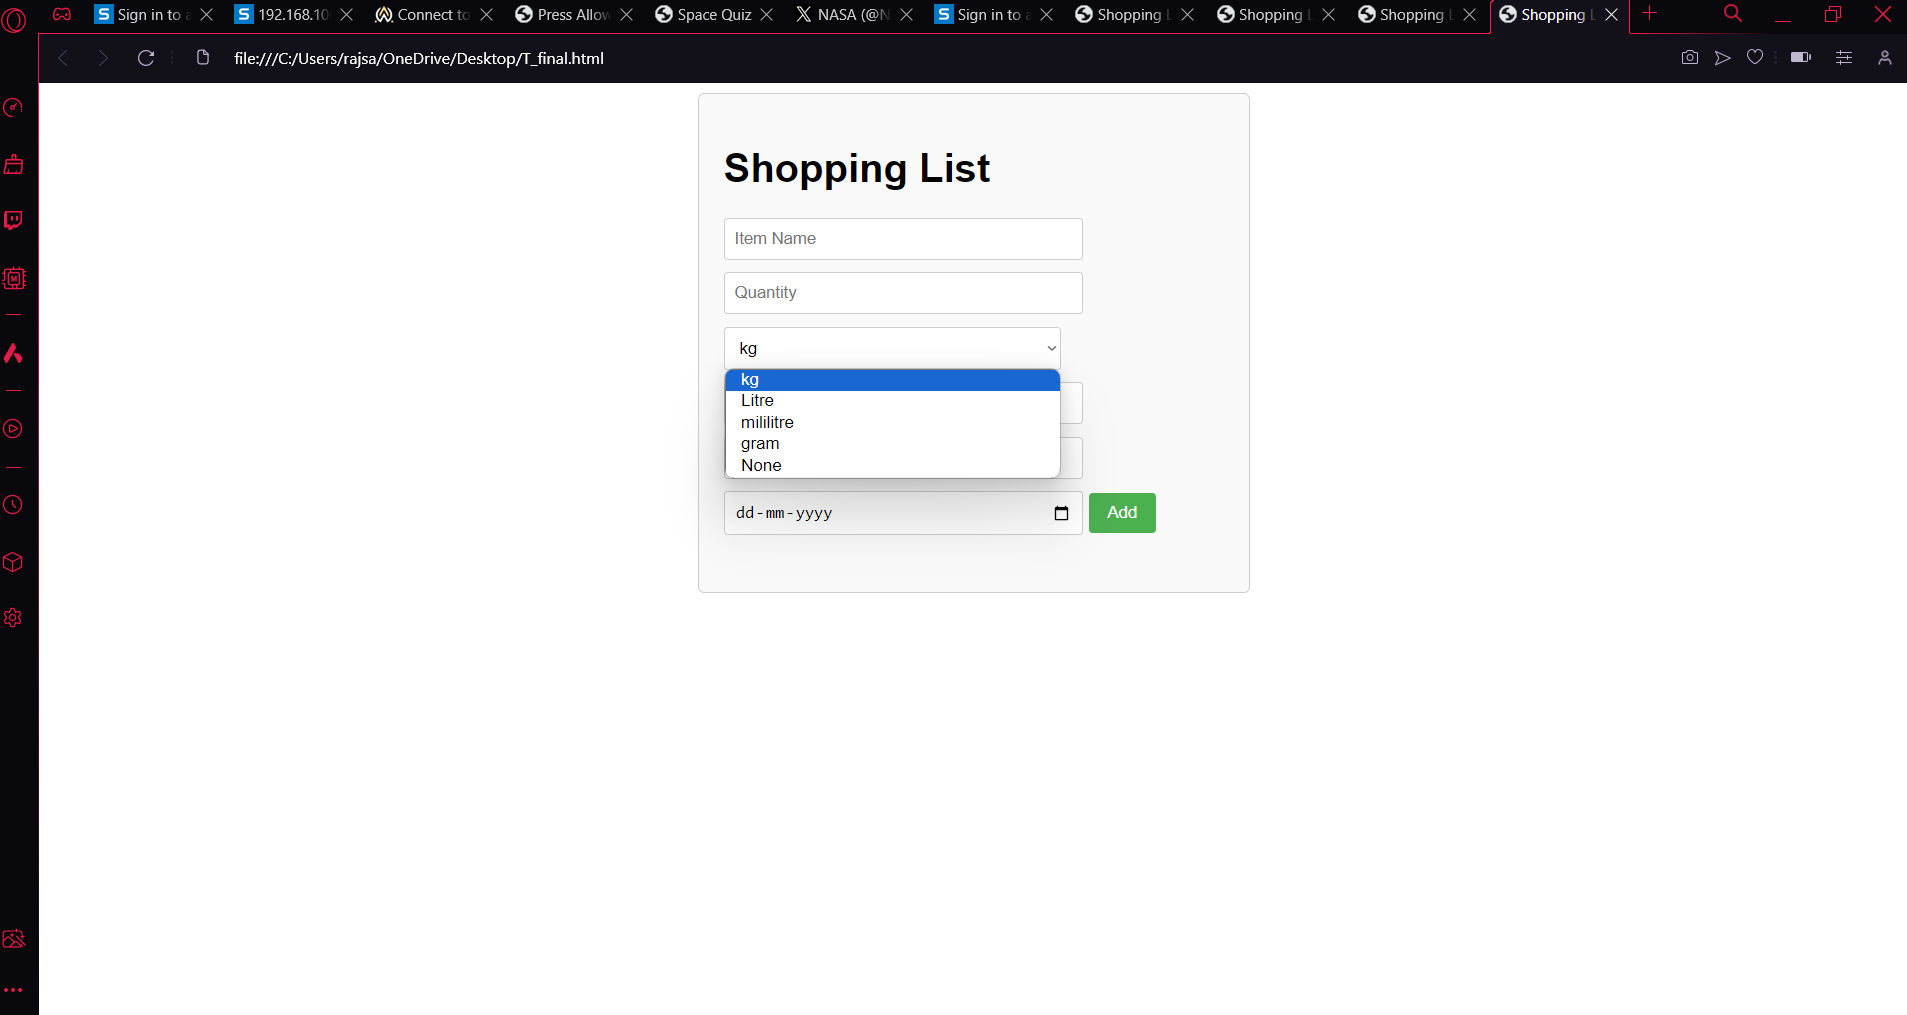 Sign in to a
192.168.10
Connect to
Press Allow
Space Quiz
NASA (@N
Sign in to a
Shopping L
Shopping L
Shopping L
Shopping L
file:///C:/Users/rajsa/OneDrive/Desktop/T_final.html
Shopping List
Item Name
Quantity
kg
kg
Litre
mililitre
gram
None
dd-mm-yyyy
Add